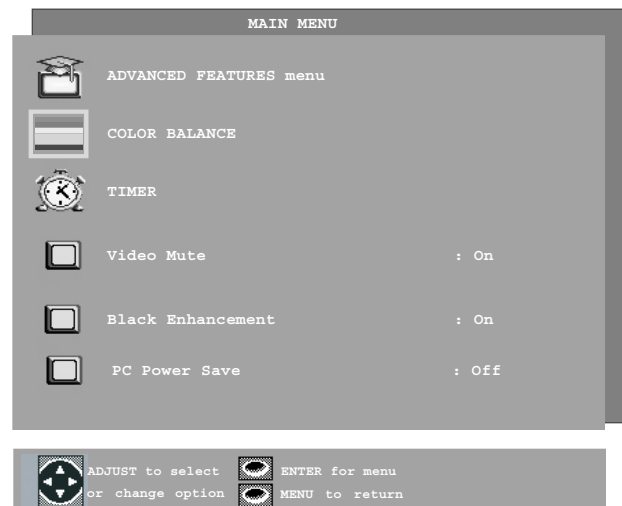 MAIN MENU
ADVANCED FEATURES menu
COLOR BALANCE
TIMER
Video Mute : On
Black Enhancement : On
PC Power Save : Off
ADJUST to select ENTER for menu
or change option MENU to return